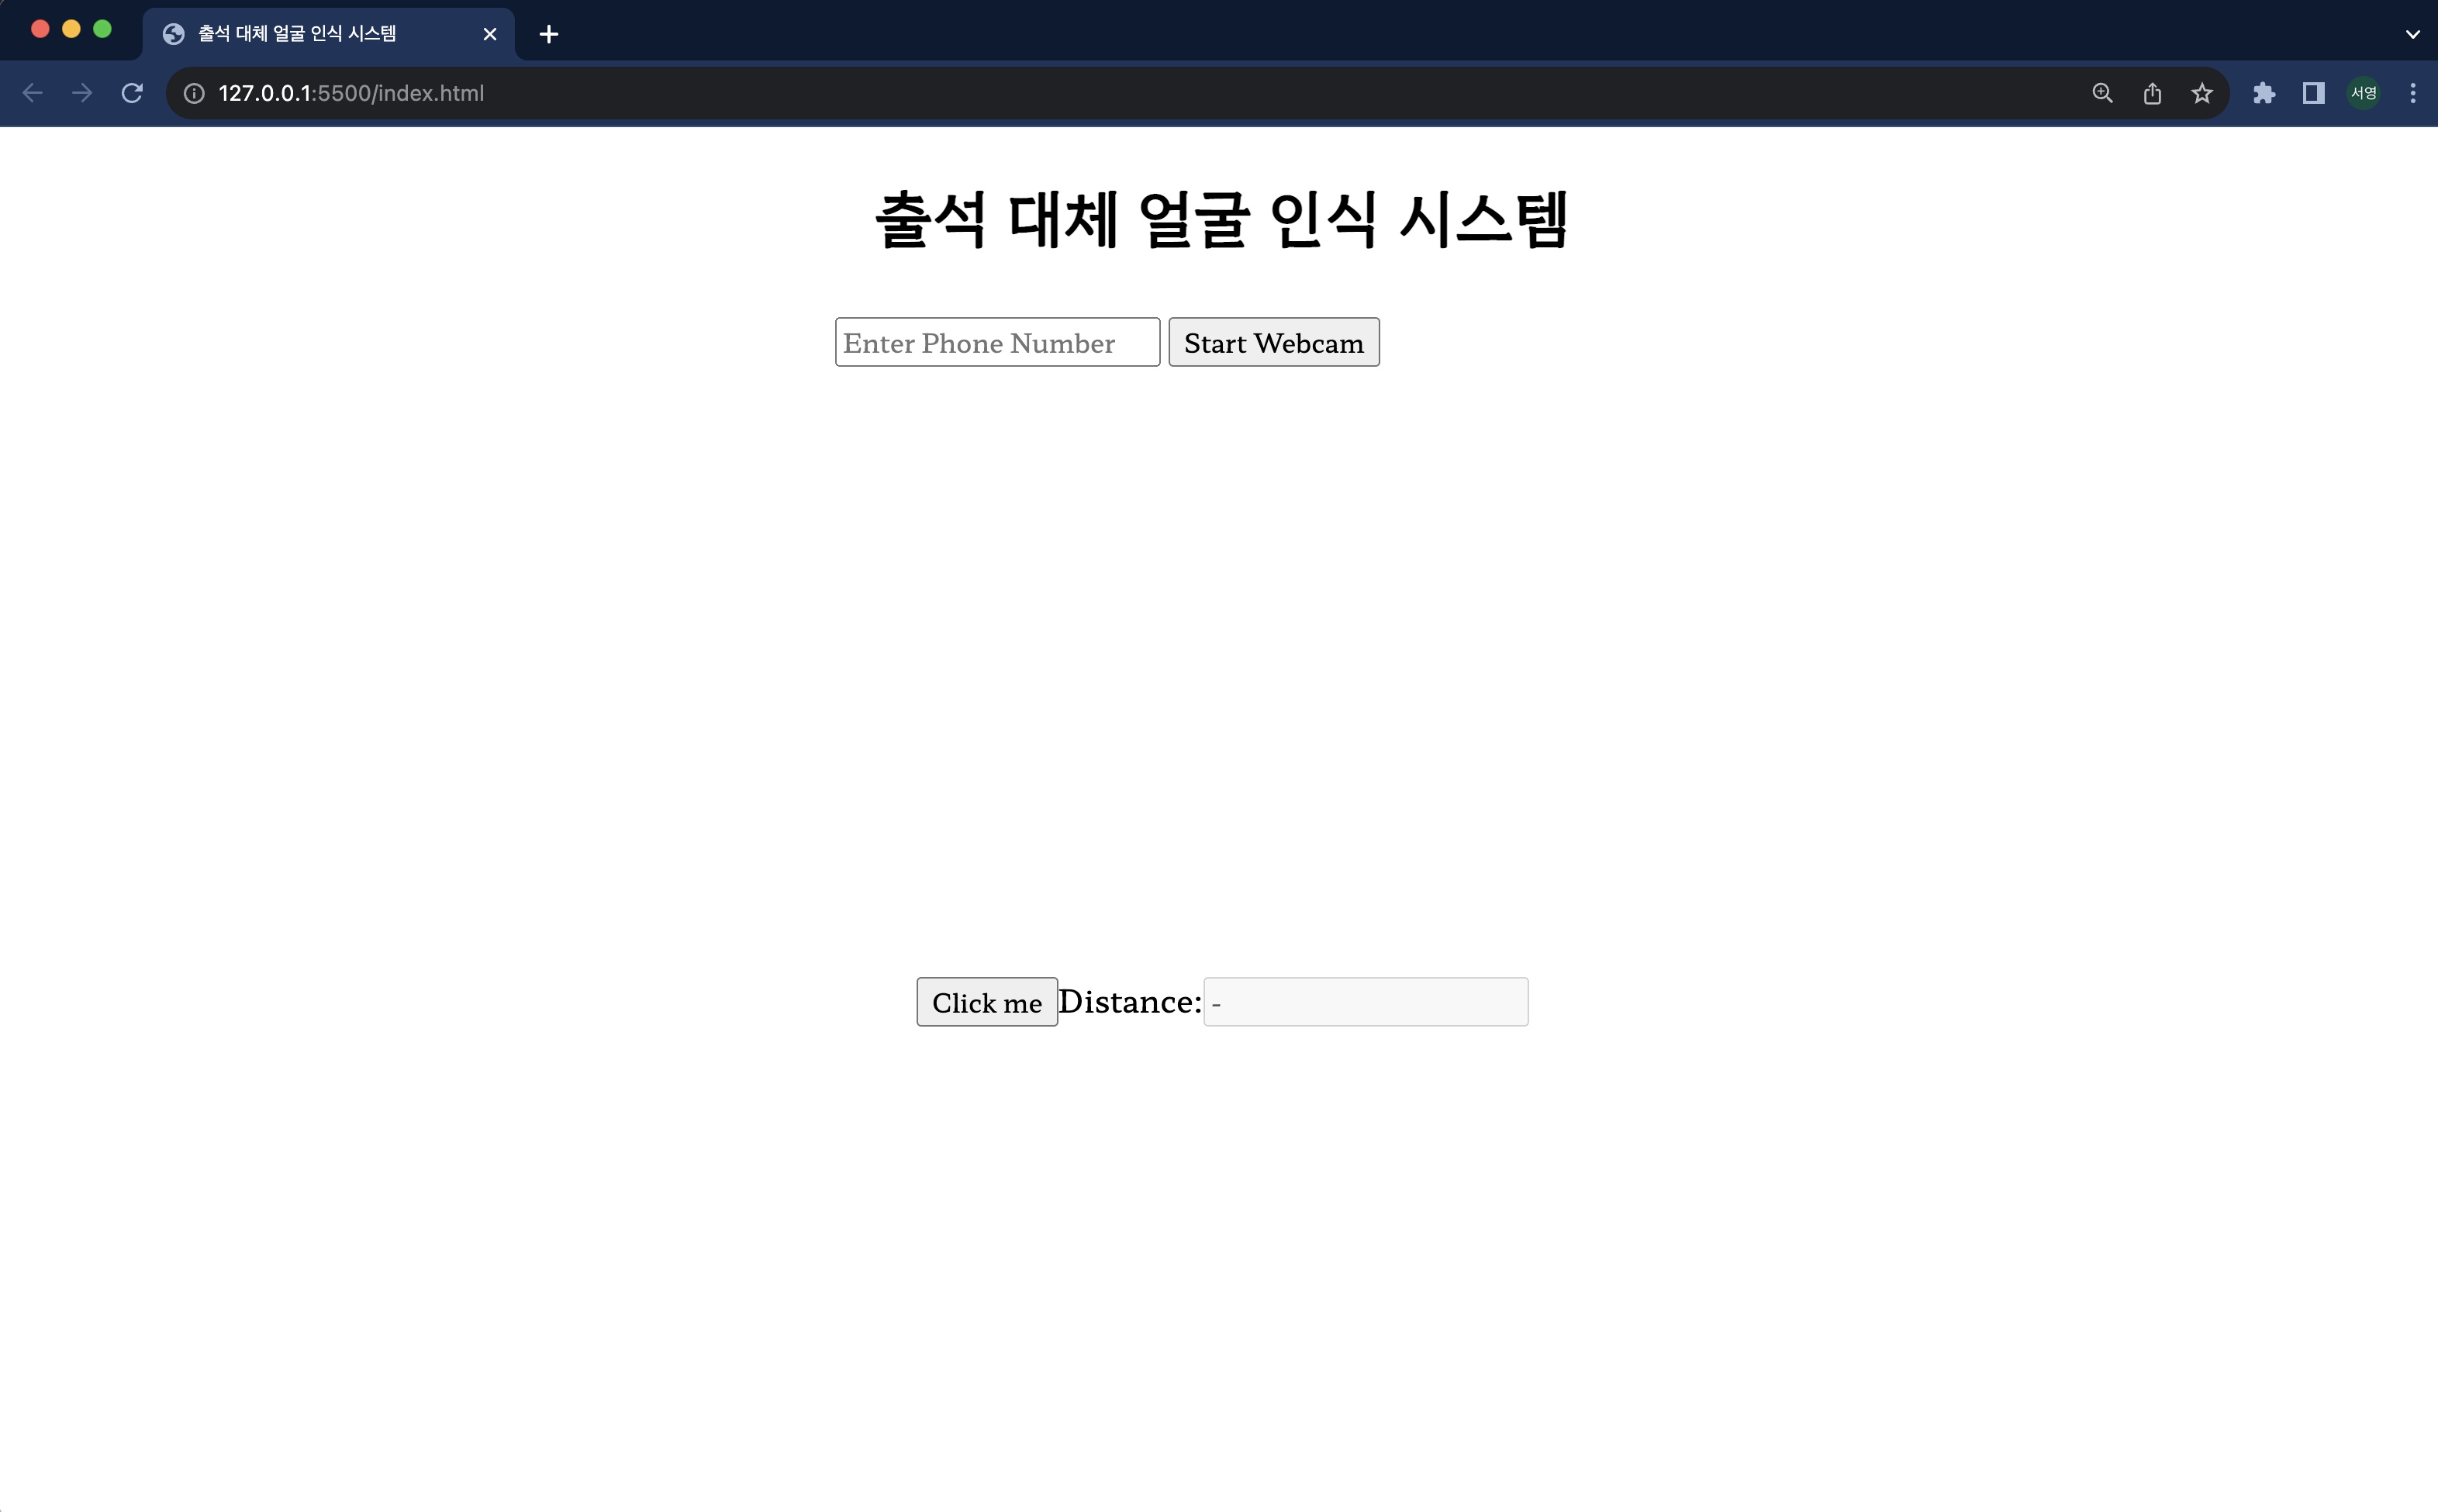 출석 대체 얼굴 인식 시스템
127.0.0.1:5500/index.html
서영
출석 대체 얼굴 인식 시스템
Enter Phone Number Start Webcam
Click me Distance: -